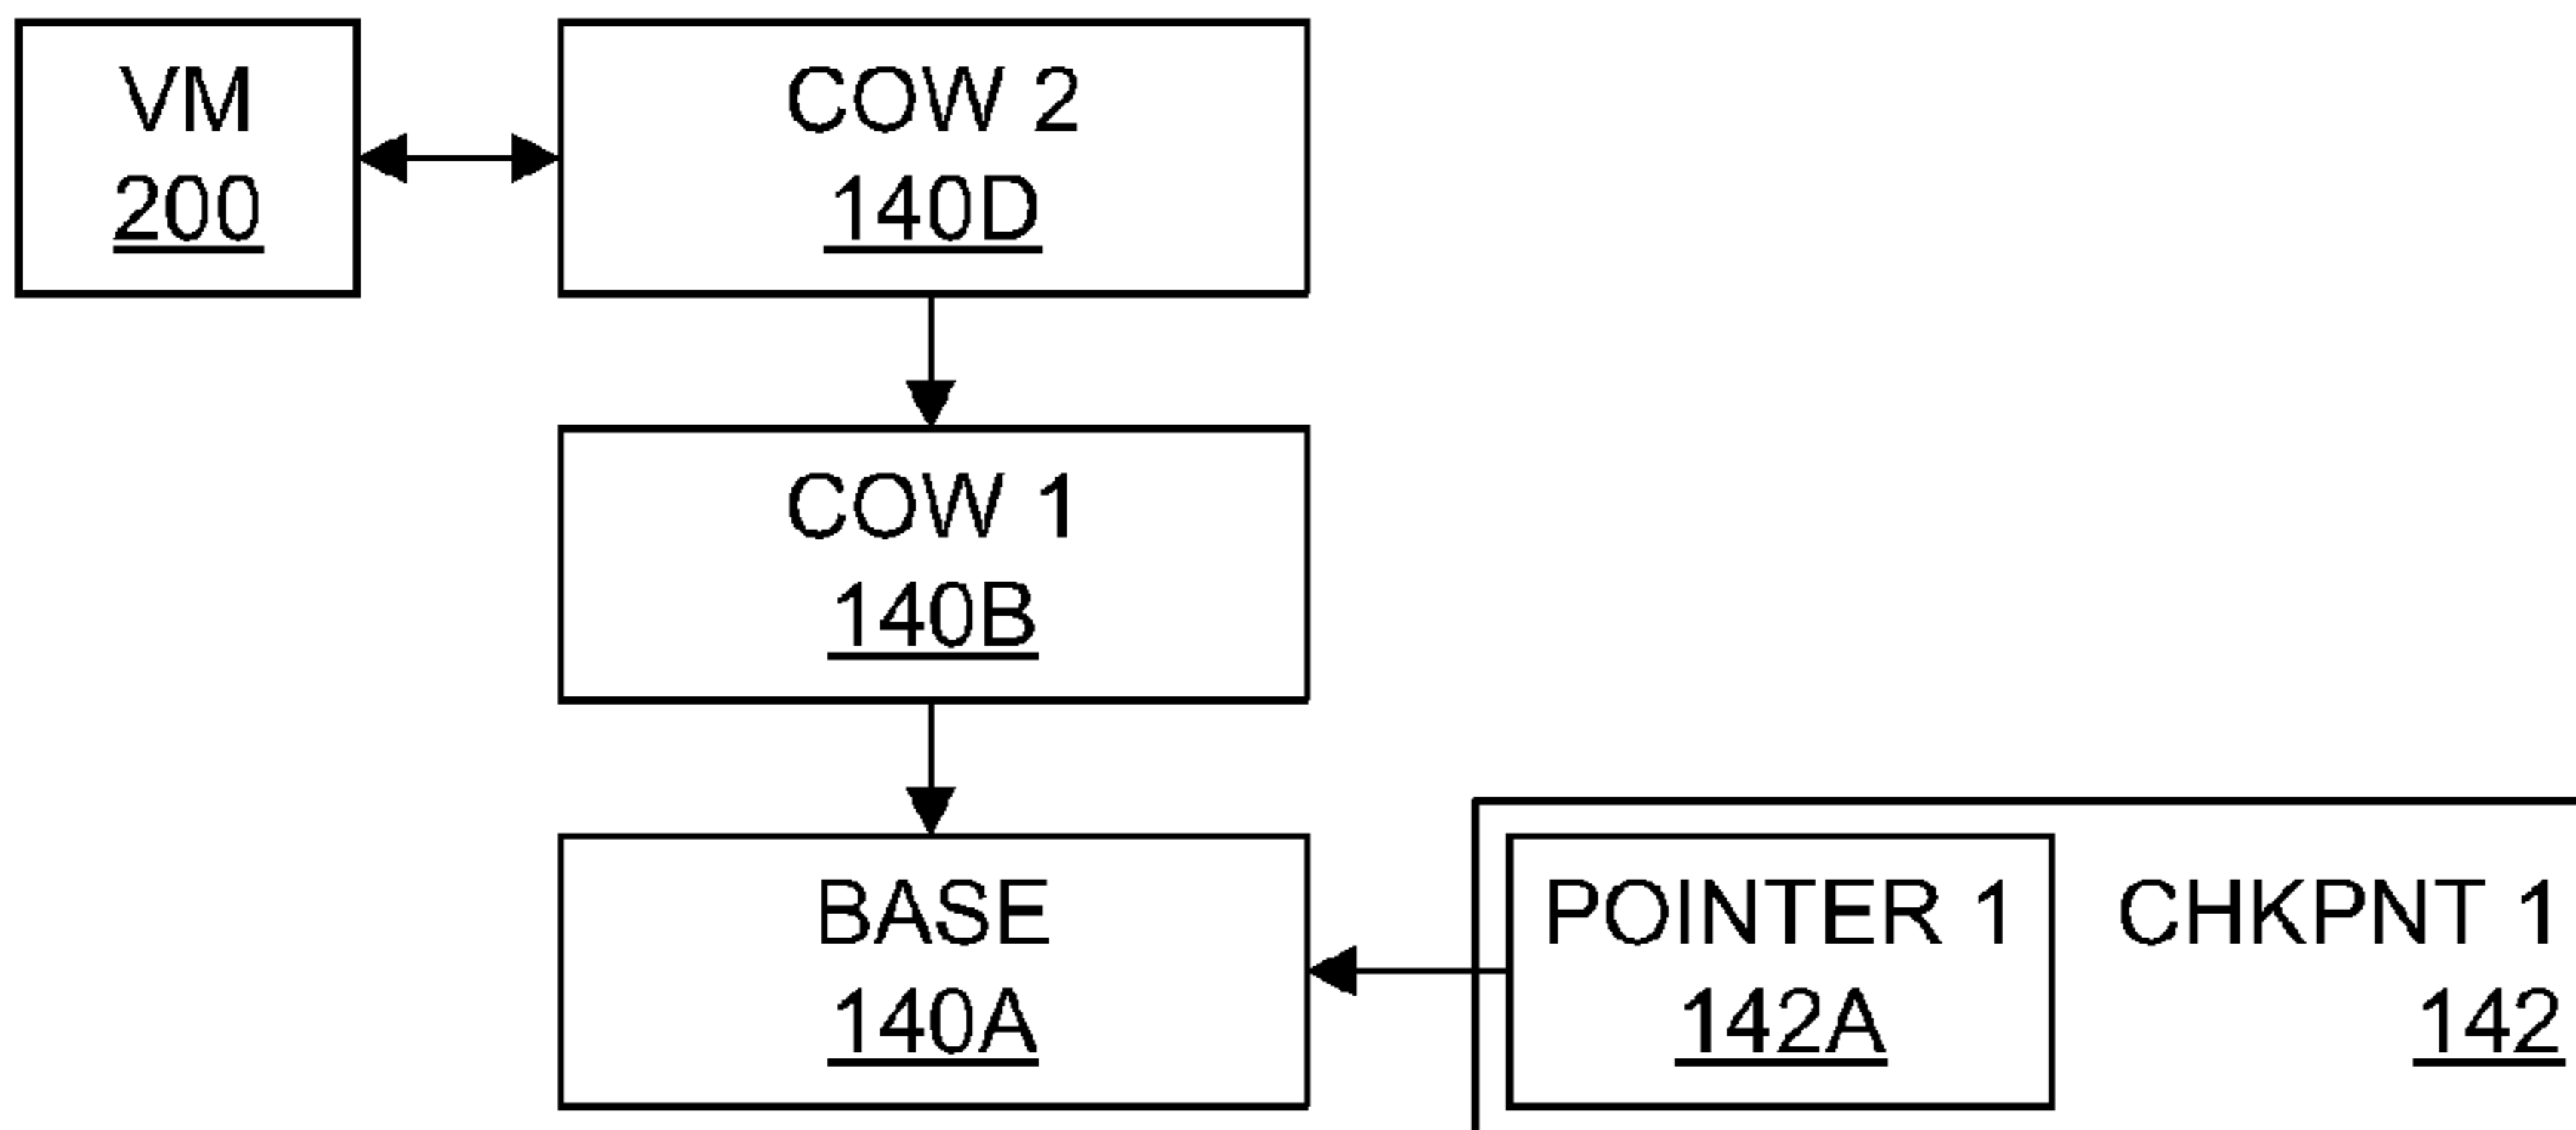 VM
200
COW 2
140D
COW 1
140B
BASE
140A
POINTER 1
142A
CHKPNT 1
142